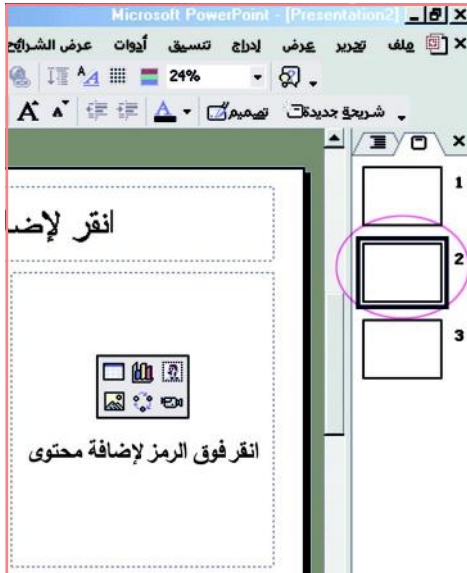 Microsoft PowerPoint - [Presentation2]
ملف تحرير عرض إدراج تنسيق أدوات عرض الشرائح
24%
شريحة جديدة تصميم A A A
1
2
3
انقر لإضـ
انقر فوق الرمز لإضافة محتوى